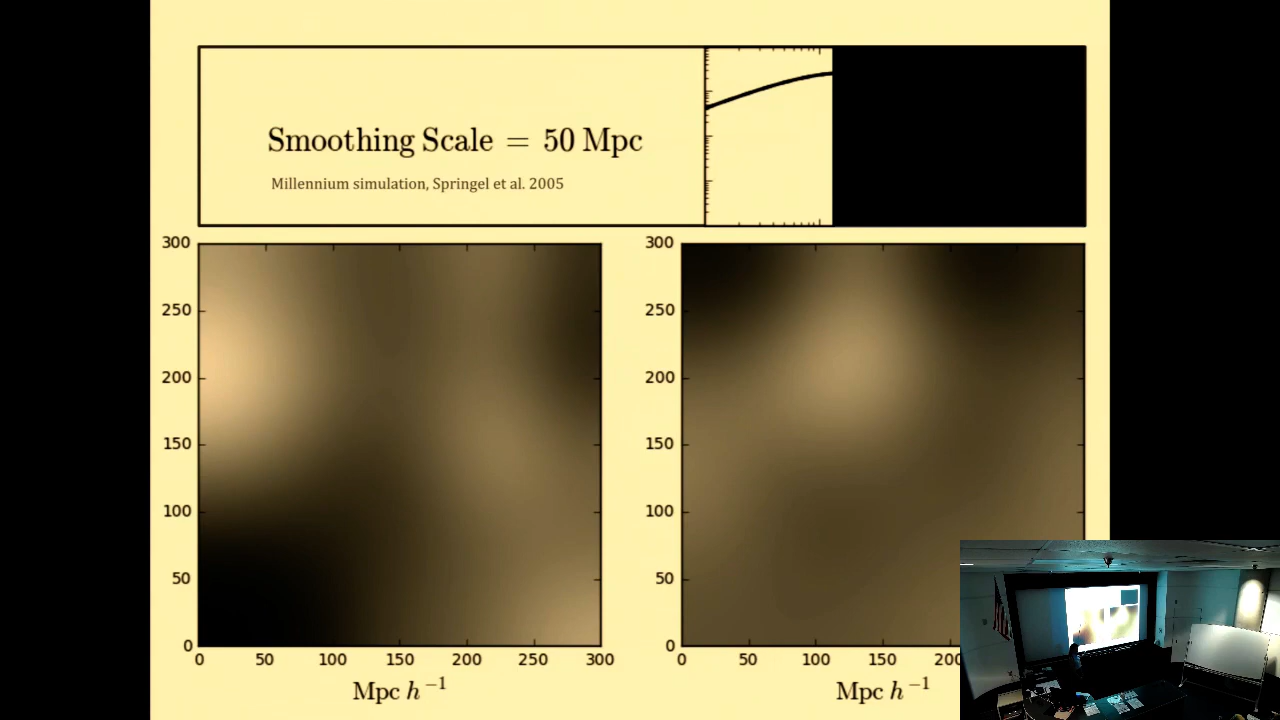 Smoothing Scale = 50 Mpc
Millennium simulation, Springel et al. 2005
300
250
200
150
100
50
0
0 50 100 150 200 250 300
Mpc h⁻¹
300
250
200
150
100
50
0
0 50 100 150 200
Mpc h⁻¹